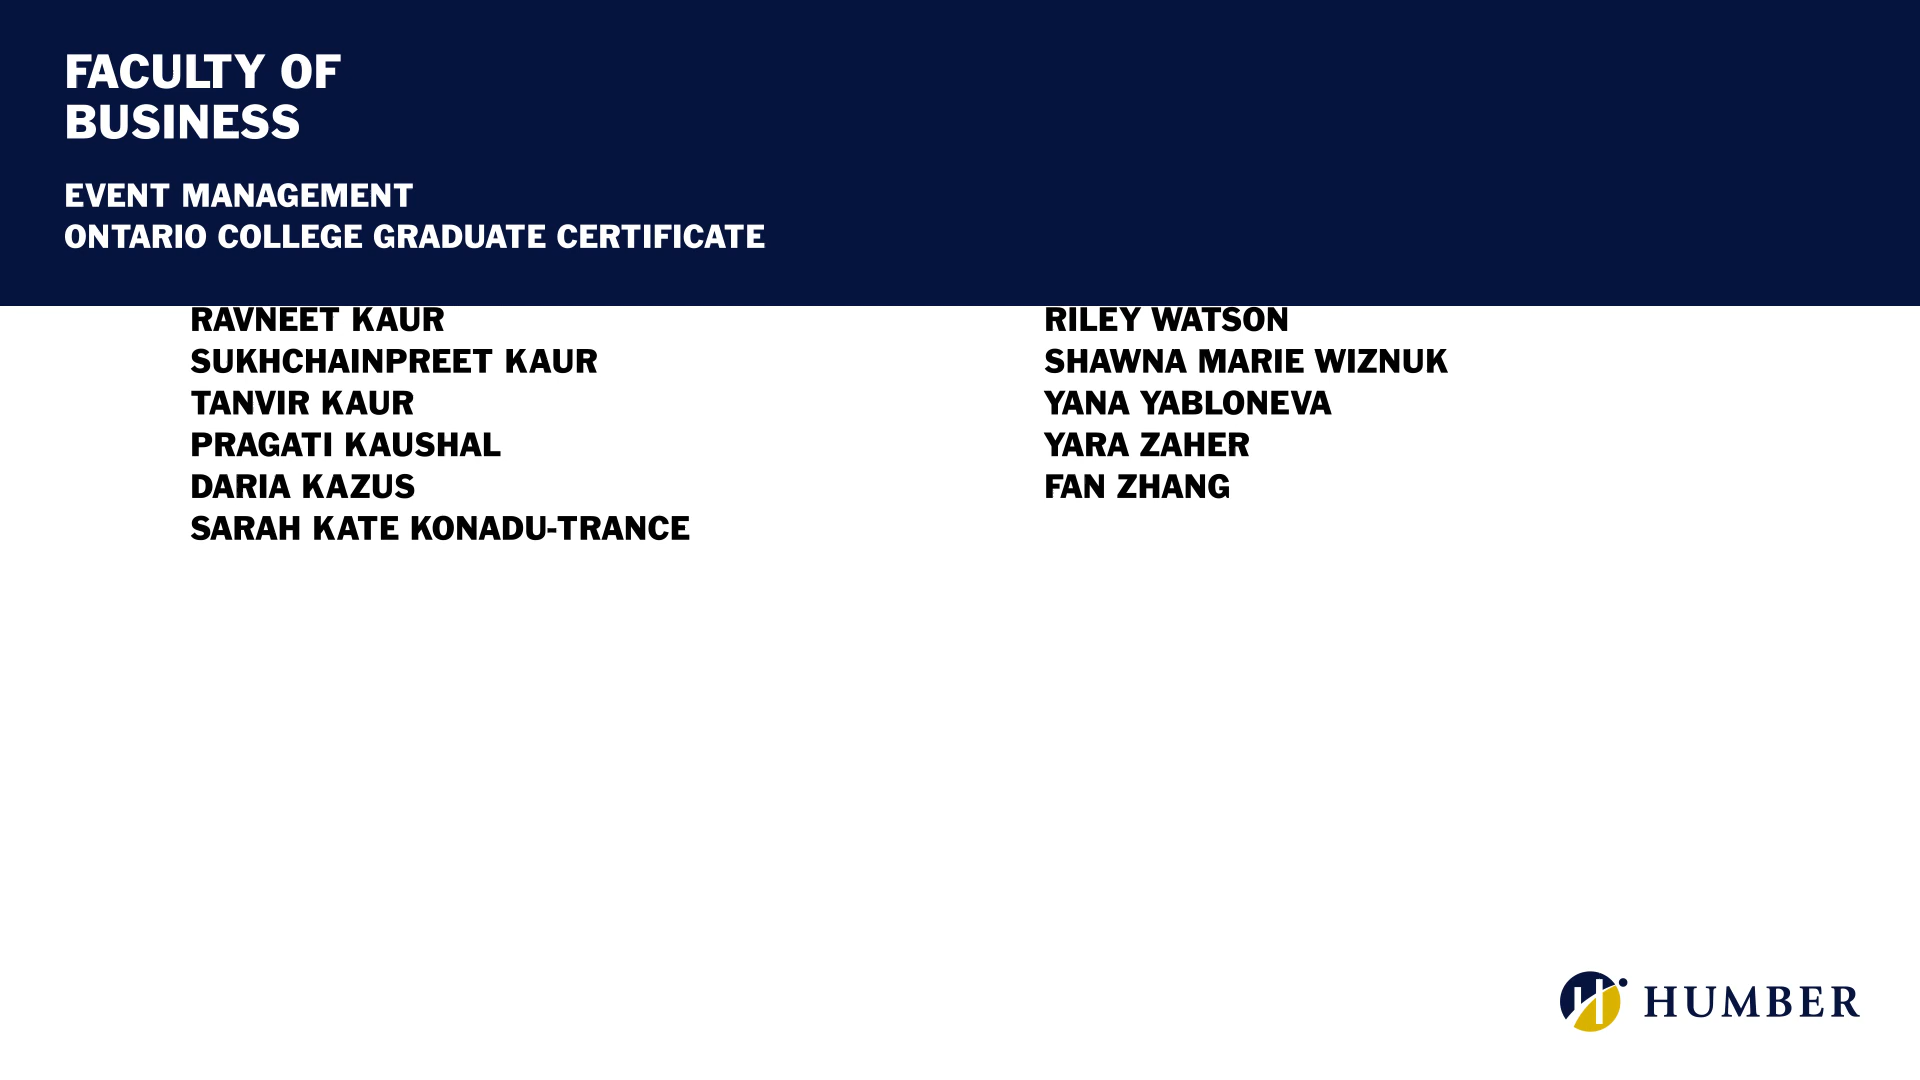 FACULTY OF
BUSINESS
EVENT MANAGEMENT
ONTARIO COLLEGE GRADUATE CERTIFICATE
RAVNEET KAUR
SUKHCHAINPREET KAUR
TANVIR KAUR
PRAGATI KAUSHAL
DARIA KAZUS
SARAH KATE KONADU-TRANCE
RILEY WATSON
SHAWNA MARIE WIZNUK
YANA YABLONEVA
YARA ZAHER
FAN ZHANG
HUMBER